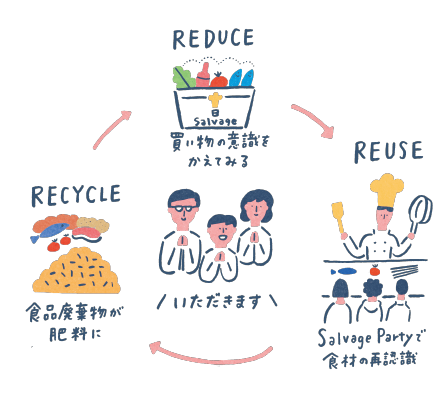 REDUCE
Salvage
買い物の意識を
かえてみる
REUSE
Salvage Partyで
食材の再認識
RECYCLE
食品廃棄物が
肥料に
いただきます